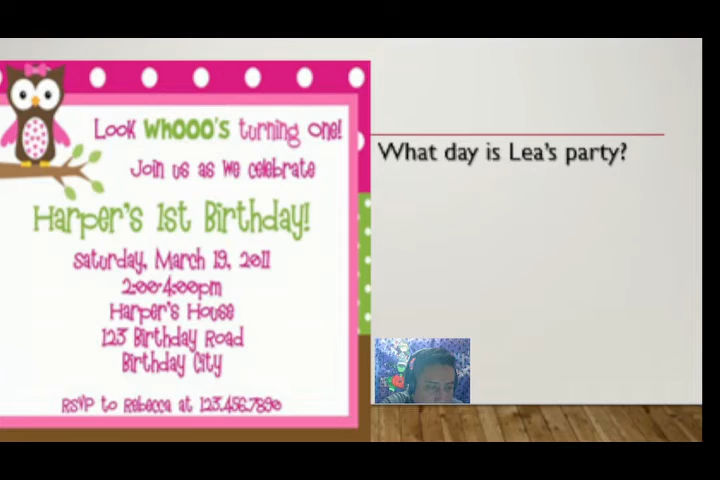 Look Whooo's turning one!
Join us as we celebrate
Harper's 1st Birthday!
Saturday, March 19, 2011
2:00-4:00pm
Harper's House
123 Birthday Road
Birthday City
RSVP to Rebecca at 123.456.7890
What day is Lea's party?